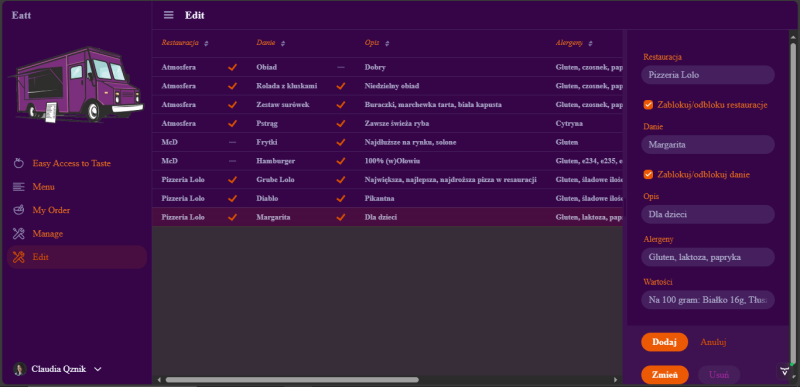 Eatt
Edit
Easy Access to Taste
Menu
My Order
Manage
Edit
Claudia Qznik
Restauracja Danie Opis Alergeny
Atmosfera Obiad Dobry Gluten, czosnek, pap
Atmosfera Rolada z kluskami Niedzielny obiad Gluten, czosnek, pap
Atmosfera Zestaw surówek Buraczki, marchewka tarta, biała kapusta Gluten, czosnek, pap
Atmosfera Pstrąg Zawsze świeża ryba Cytryna
McD Frytki Najdłuższe na rynku, solone Gluten
McD Hamburger 100% (w)Ołowiu Gluten, e234, e235, e
Pizzeria Lolo Grube Lolo Największa, najlepsza, najdroższa pizza w resauracji Gluten, śladowe ilośc
Pizzeria Lolo Diablo Pikantna Gluten, śladowe ilośc
Pizzeria Lolo Margarita Dla dzieci Gluten, laktoza, pap
Restauracja
Pizzeria Lolo
Zablokuj/odbloku restauracje
Danie
Margarita
Zablokuj/odblokuj danie
Opis
Dla dzieci
Alergeny
Gluten, laktoza, papryka
Wartości
Na 100 gram: Białko 16g, Tłus
Dodaj Anuluj
Zmień Usuń